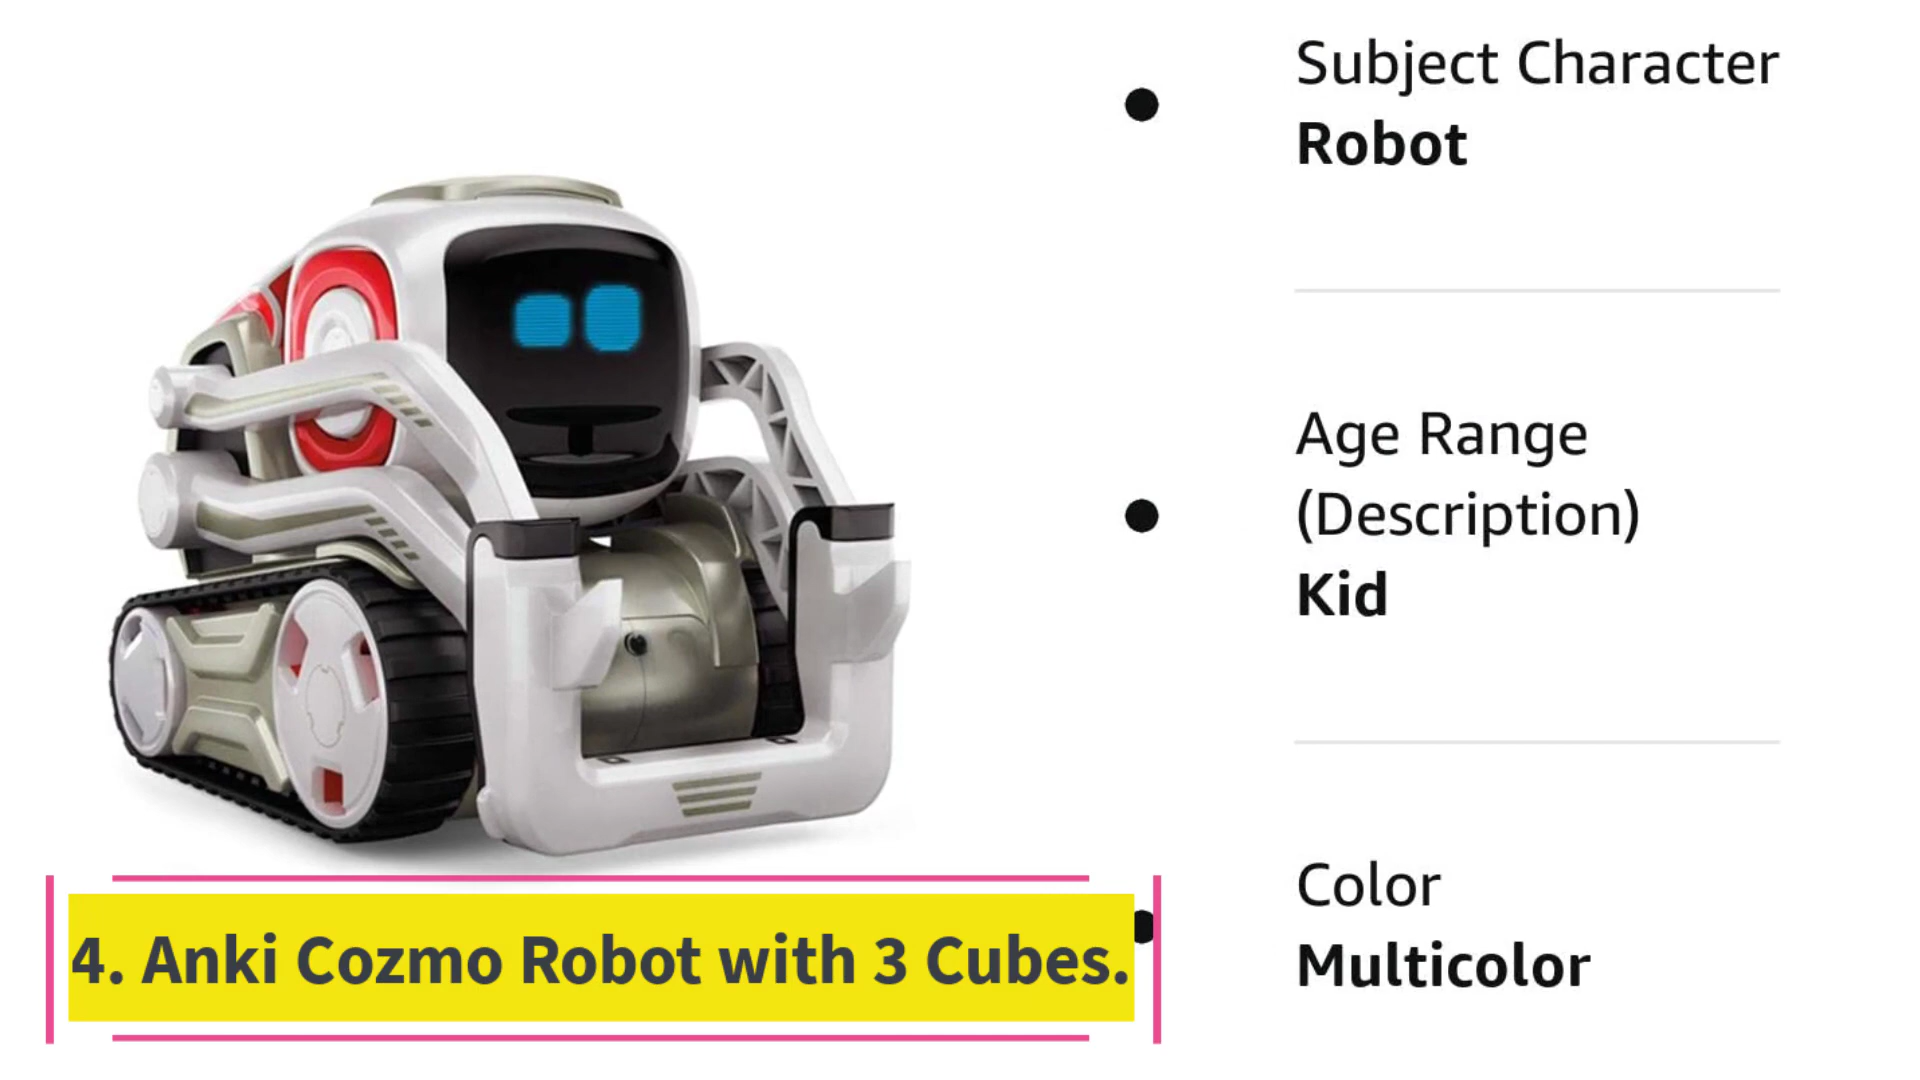 Subject Character
Robot
Age Range
(Description)
Kid
Color
Multicolor
4. Anki Cozmo Robot with 3 Cubes.